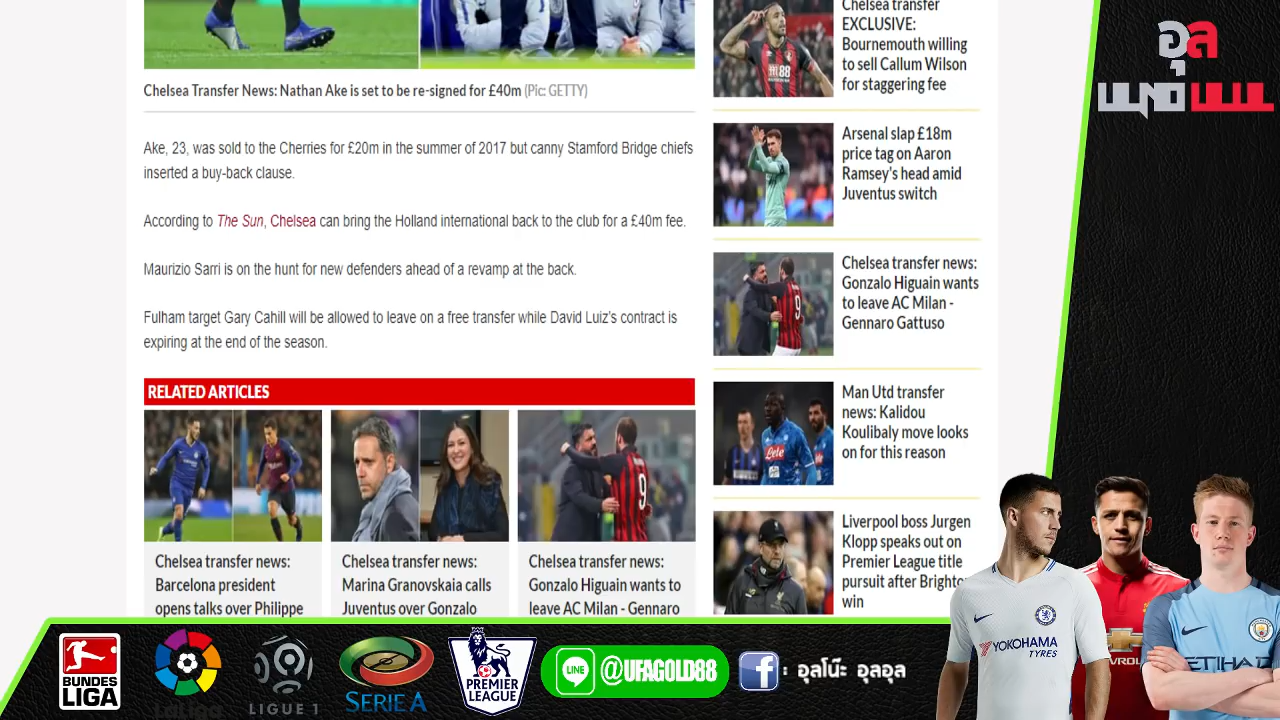 Chelsea Transfer News: Nathan Ake is set to be re-signed for £40m (Pic: GETTY)
Ake, 23, was sold to the Cherries for £20m in the summer of 2017 but canny Stamford Bridge chiefs
inserted a buy-back clause.
According to The Sun, Chelsea can bring the Holland international back to the club for a £40m fee.
Maurizio Sarri is on the hunt for new defenders ahead of a revamp at the back.
Fulham target Gary Cahill will be allowed to leave on a free transfer while David Luiz's contract is
expiring at the end of the season.
RELATED ARTICLES
Chelsea transfer news:
Barcelona president
opens talks over Philippe
Chelsea transfer news:
Marina Granovskaia calls
Juventus over Gonzalo
Chelsea transfer news:
Gonzalo Higuain wants to
leave AC Milan - Gennaro
Chelsea transfer
EXCLUSIVE:
Bournemouth willing
to sell Callum Wilson
for staggering fee
Arsenal slap £18m
price tag on Aaron
Ramsey's head amid
Juventus switch
Chelsea transfer news:
Gonzalo Higuain wants
to leave AC Milan -
Gennaro Gattuso
Man Utd transfer
news: Kalidou
Koulibaly move looks
on for this reason
Liverpool boss Jurgen
Klopp speaks out on
Premier League title
pursuit after Brighto
win
อุล
BUNDES
LIGA
LaLiga
LIGUE 1
SERIE A
PREMIER
LEAGUE
LINE
@UFAGOLD88
f : อุลโน๊ะ อุลอุล
YOKOHAMA
TYRES
ETIHAD
M88
Lete
9
9